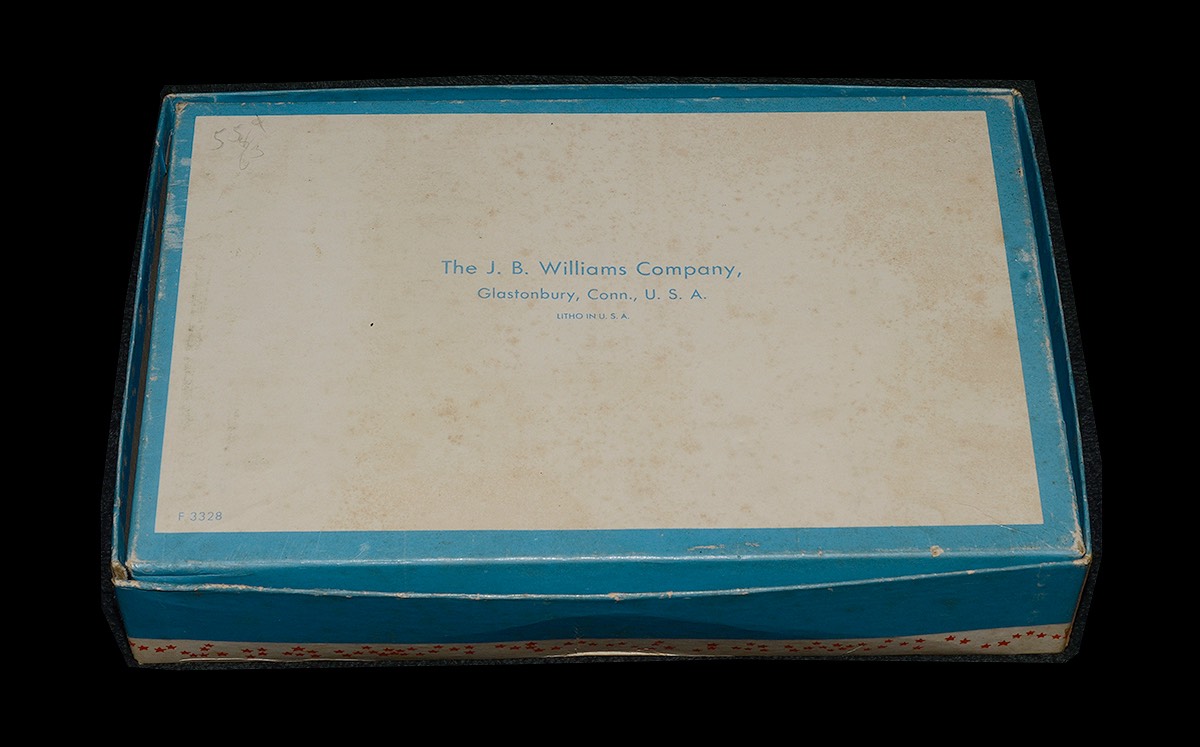 The J. B. Williams Company,
Glastonbury, Conn., U. S. A.
LITHO IN U. S. A.
F 3328